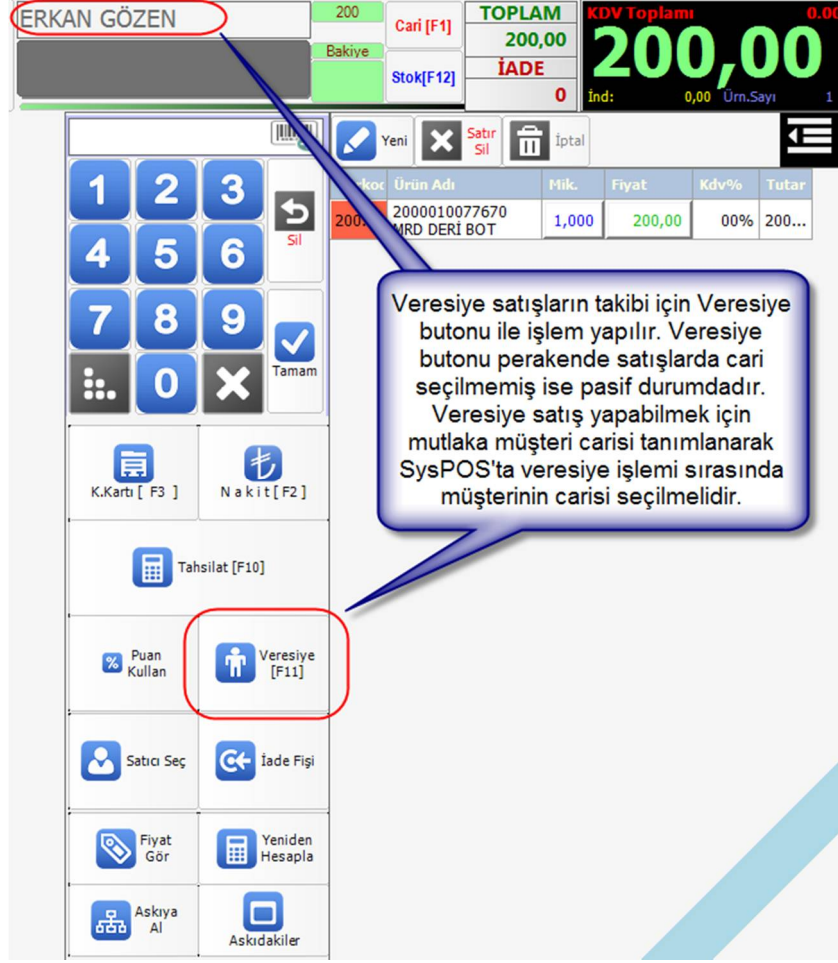 ERKAN GÖZEN
200
Cari [F1]
TOPLAM
200,00
KDV Toplamı 0.00
200,00
Bakiye
Stok[F12]
İADE
0
İnd: 0,00 Ürn.Sayı 1
Yeni
Satır
Sil
İptal
1 2 3
Sil
Ürün Adı Mik. Fiyat Kdv% Tutar
200... 2000010077670 1,000 200,00 00% 200...
MRD DERİ BOT
4 5 6
7 8 9
Tamam
0
Veresiye satışların takibi için Veresiye
butonu ile işlem yapılır. Veresiye
butonu perakende satışlarda cari
seçilmemiş ise pasif durumdadır.
Veresiye satış yapabilmek için
mutlaka müşteri carisi tanımlanarak
SysPOS'ta veresiye işlemi sırasında
müşterinin carisi seçilmelidir.
K.Kartı [ F3 ]
N a k i t [ F2 ]
Tahsilat [F10]
Puan
Kullan
Veresiye
[F11]
Satıcı Seç
İade Fişi
Fiyat
Gör
Yeniden
Hesapla
Askıya
Al
Askıdakiler